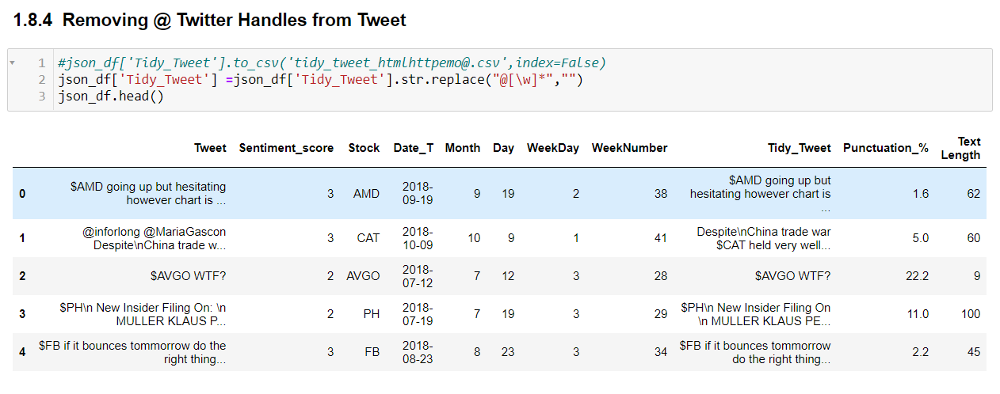 1.8.4 Removing @ Twitter Handles from Tweet
1 #json_df['Tidy_Tweet'].to_csv('tidy_tweet_htmlhttpemo@.csv',index=False)
2 json_df['Tidy_Tweet'] =json_df['Tidy_Tweet'].str.replace("@[\w]*","")
3 json_df.head()
Tweet Sentiment_score Stock Date_T Month Day WeekDay WeekNumber Tidy_Tweet Punctuation_% Text
Length
0 $AMD going up but hesitating 3 AMD 2018- 9 19 2 38 $AMD going up but 1.6 62
however chart is ... 09-19 hesitating however chart is
...
1 @inforlong @MariaGascon 3 CAT 2018- 10 9 1 41 Despite\nChina trade war 5.0 60
Despite\nChina trade w... 10-09 $CAT held very well...
2 $AVGO WTF? 2 AVGO 2018- 7 12 3 28 $AVGO WTF? 22.2 9
07-12
3 $PH\n New Insider Filing On: \n 2 PH 2018- 7 19 3 29 $PH\n New Insider Filing On 11.0 100
MULLER KLAUS P... 07-19 \n MULLER KLAUS PE...
4 $FB if it bounces tommorrow do the 3 FB 2018- 8 23 3 34 $FB if it bounces tommorrow 2.2 45
right thing... 08-23 do the right thing...